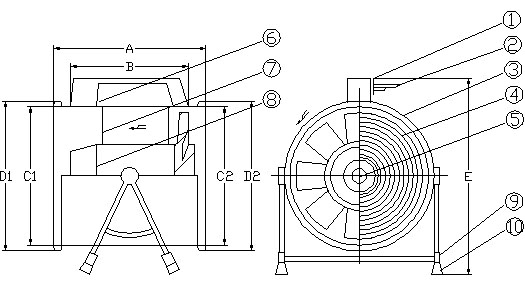 ①
②
⑥
A
③
B
⑦
④
⑧
n
⑤
D1
C1
C2
D2
E
⑨
⑩